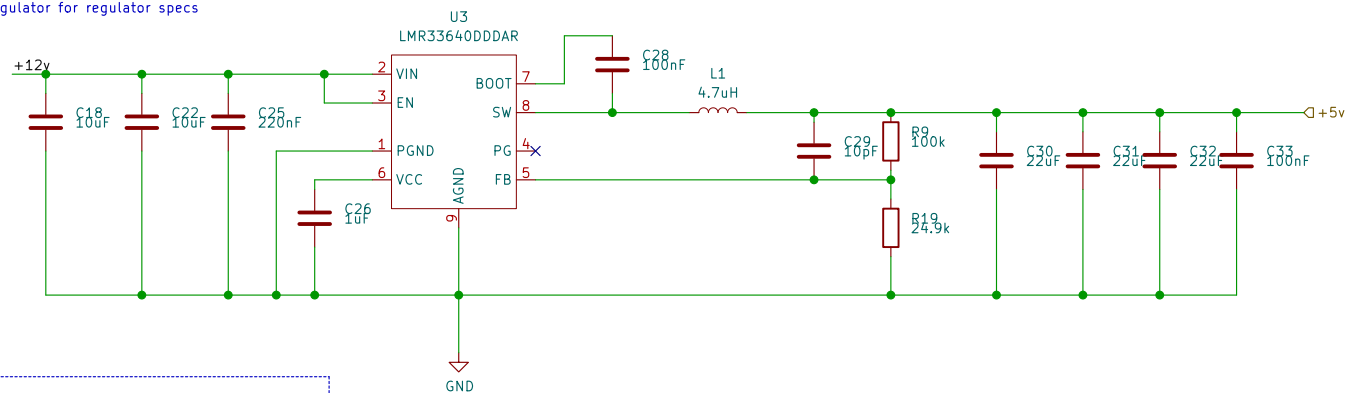 gulator for regulator specs
U3
LMR33640DDDAR
+12v
2 VIN
3 EN
1 PGND
6 VCC
AGND
9
BOOT 7
SW 8
PG 4
FB 5
C18
10uF
C22
10uF
C25
220nF
C26
1uF
C28
100nF
L1
4.7uH
C29
10pF
R9
100k
R19
24.9k
C30
22uF
C31
22uF
C32
22uF
C33
100nF
+5v
GND